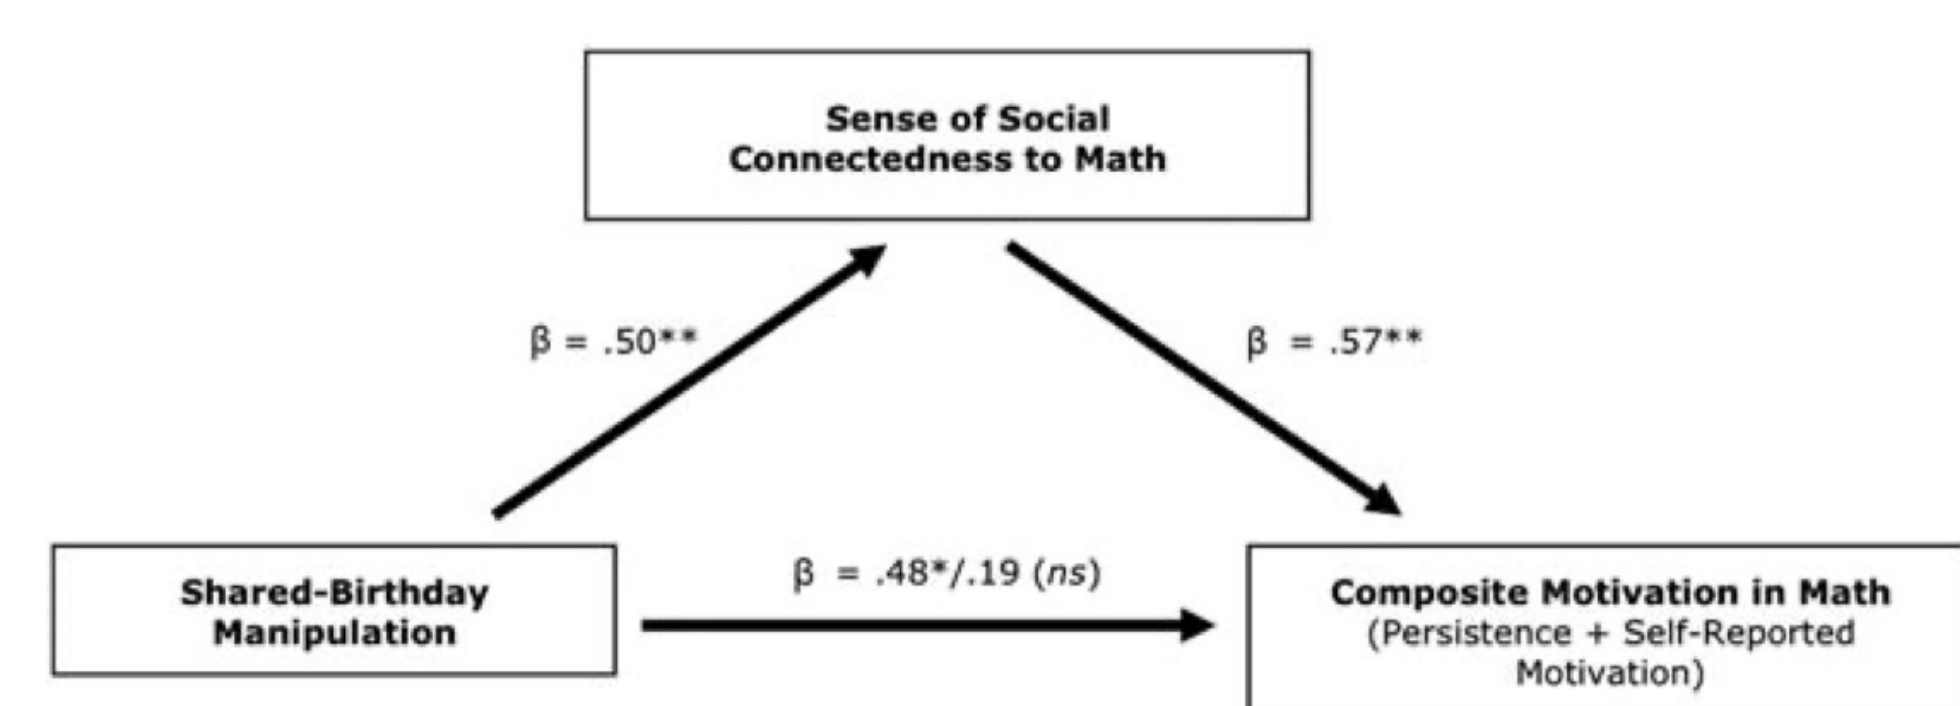 Sense of Social
Connectedness to Math
β = .50**
β = .57**
β = .48*/.19 (ns)
Shared-Birthday
Manipulation
Composite Motivation in Math
(Persistence + Self-Reported
Motivation)